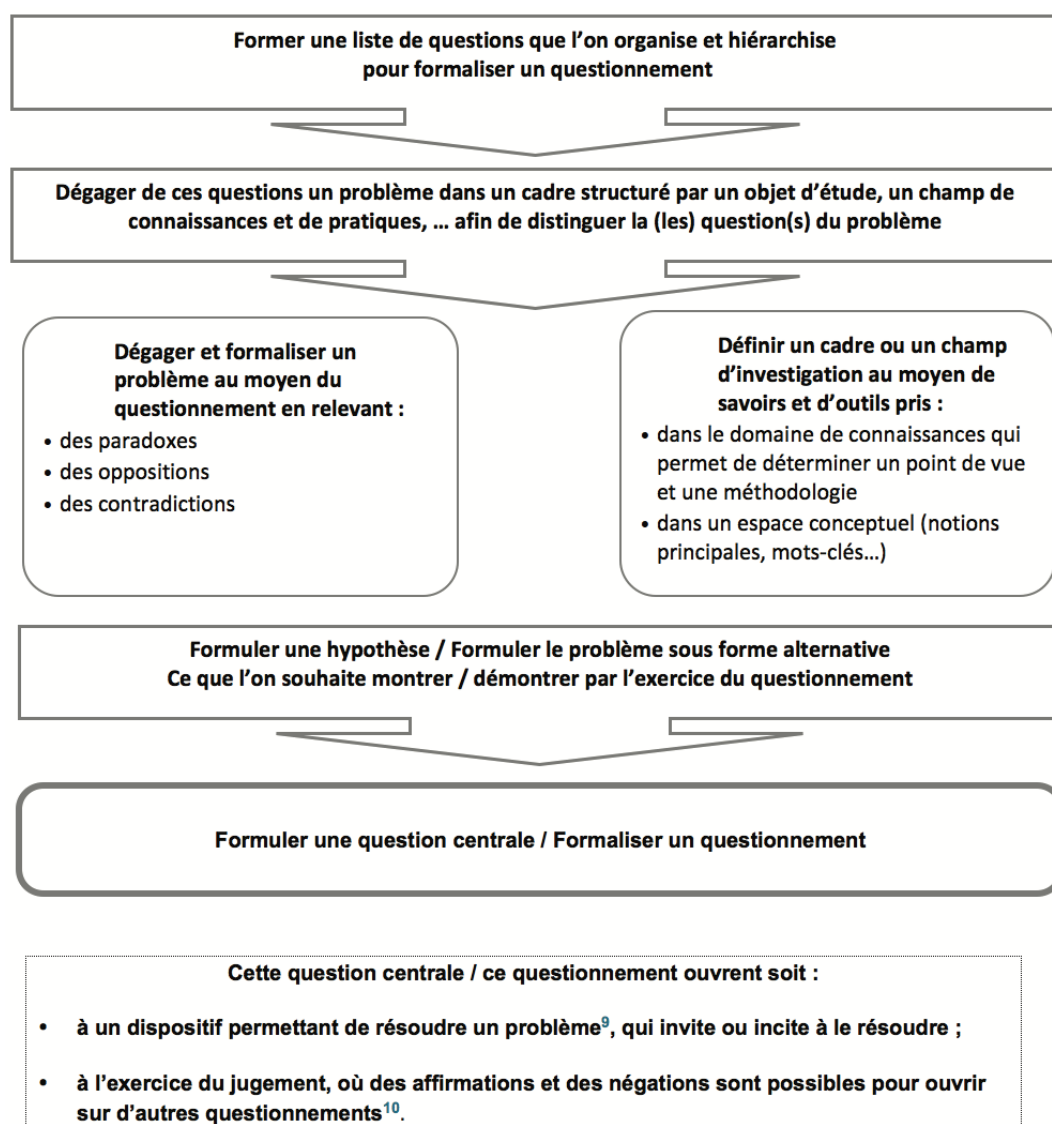 Former une liste de questions que l’on organise et hiérarchise
pour formaliser un questionnement
Dégager de ces questions un problème dans un cadre structuré par un objet d’étude, un champ de
connaissances et de pratiques, … afin de distinguer la (les) question(s) du problème
Dégager et formaliser un
problème au moyen du
questionnement en relevant :
• des paradoxes
• des oppositions
• des contradictions
Définir un cadre ou un champ
d’investigation au moyen de
savoirs et d’outils pris :
• dans le domaine de connaissances qui
permet de déterminer un point de vue
et une méthodologie
• dans un espace conceptuel (notions
principales, mots-clés…)
Formuler une hypothèse / Formuler le problème sous forme alternative
Ce que l’on souhaite montrer / démontrer par l’exercice du questionnement
Formuler une question centrale / Formaliser un questionnement
Cette question centrale / ce questionnement ouvrent soit :
• à un dispositif permettant de résoudre un problème⁹, qui invite ou incite à le résoudre ;
• à l’exercice du jugement, où des affirmations et des négations sont possibles pour ouvrir
sur d’autres questionnements¹⁰.